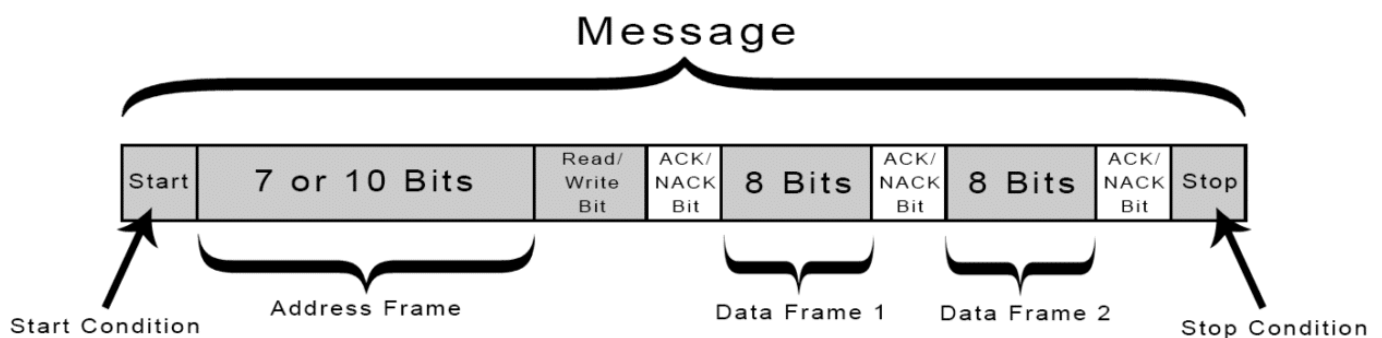 Message
Start
7 or 10 Bits
Read/
Write
Bit
ACK/
NACK
Bit
8 Bits
ACK/
NACK
Bit
8 Bits
ACK/
NACK
Bit
Stop
Start Condition
Address Frame
Data Frame 1
Data Frame 2
Stop Condition